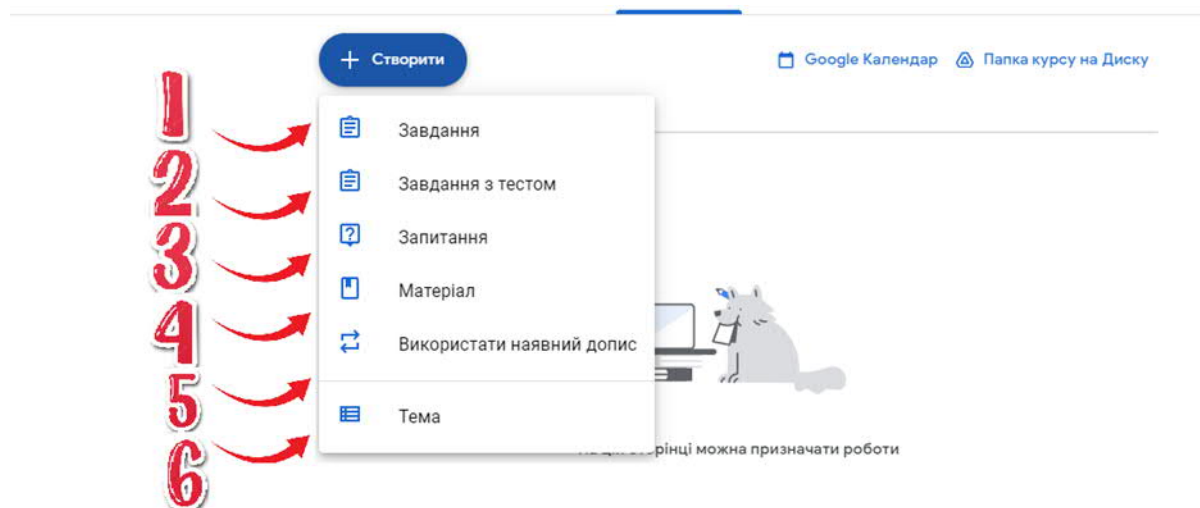 Створити
Google Календар
Папка курсу на Диску
1
Завдання
2
Завдання з тестом
3
Запитання
4
Матеріал
5
Використати наявний допис
6
Тема
можна призначати роботи